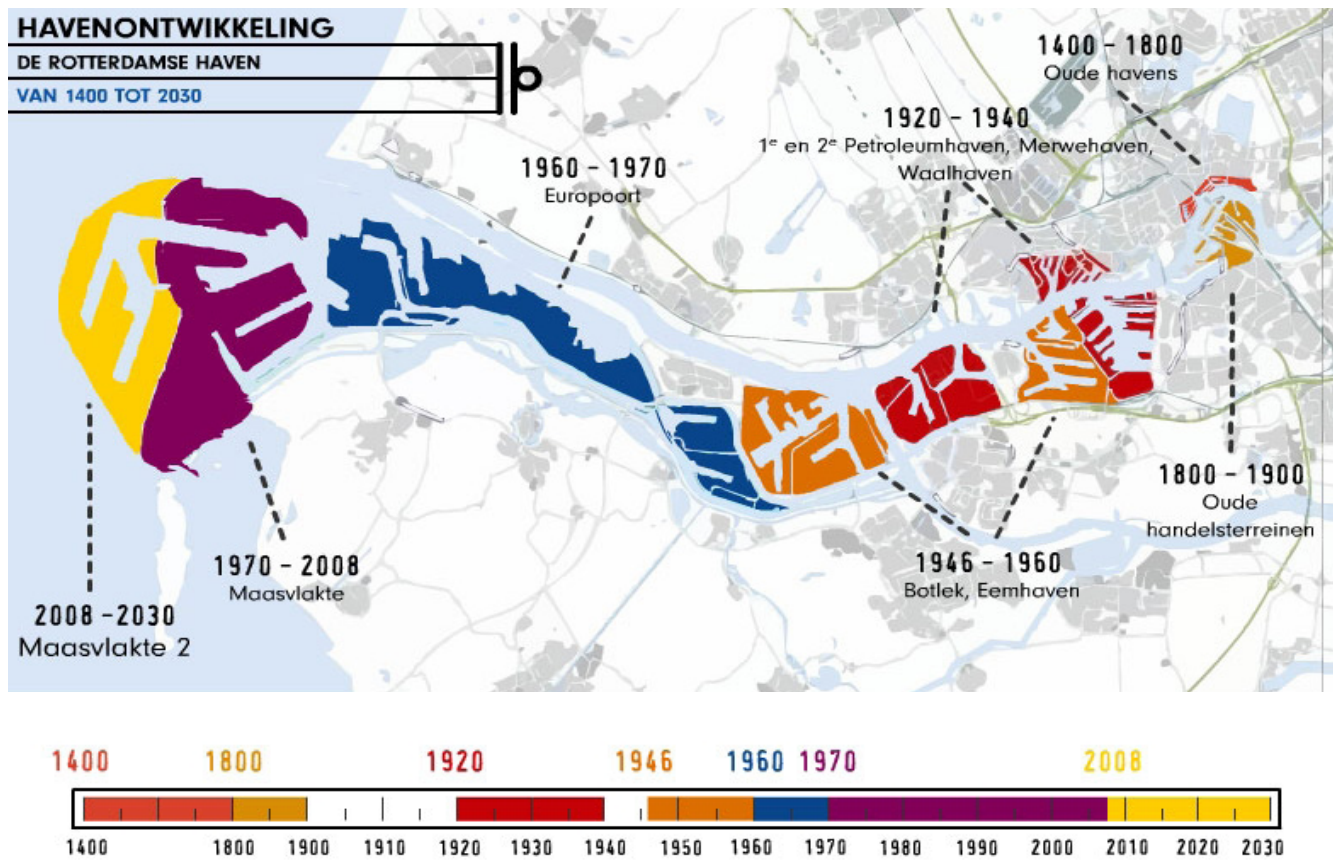 HAVENONTWIKKELING
DE ROTTERDAMSE HAVEN
VAN 1400 TOT 2030
1400 – 1800
Oude havens
1920 – 1940
1e en 2e Petroleumhaven, Merwehaven,
Waalhaven
1960 – 1970
Europoort
1800 – 1900
Oude
handelsterreinen
1946 – 1960
Botlek, Eemhaven
1970 – 2008
Maasvlakte
2008 –2030
Maasvlakte 2
1400 1800 1920 1946 1960 1970 2008
1400 1800 1900 1910 1920 1930 1940 1950 1960 1970 1980 1990 2000 2010 2020 2030